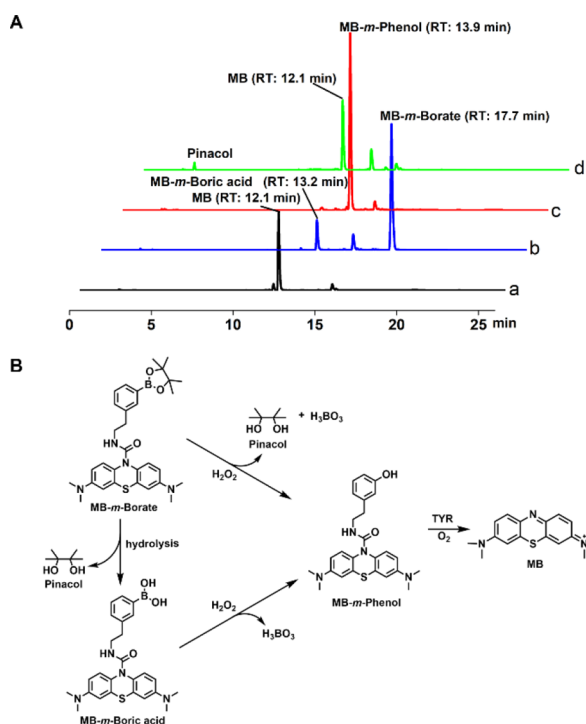 A
MB-m-Phenol (RT: 13.9 min)
MB (RT: 12.1 min)
MB-m-Borate (RT: 17.7 min)
Pinacol
d
MB-m-Boric acid (RT: 13.2 min)
MB (RT: 12.1 min)
c
b
a
0 5 10 15 20 25 min
B
B
O
O
HN
O
N
N
S
N
MB-m-Borate
OH OH
Pinacol
+ H3BO3
H2O2
OH
HN
O
N
N
S
N
MB-m-Phenol
TYR
O2
N
N
S
N
MB
hydrolysis
HO OH
Pinacol
OH
B
OH
HN
O
N
N
S
N
MB-m-Boric acid
H2O2
H3BO3